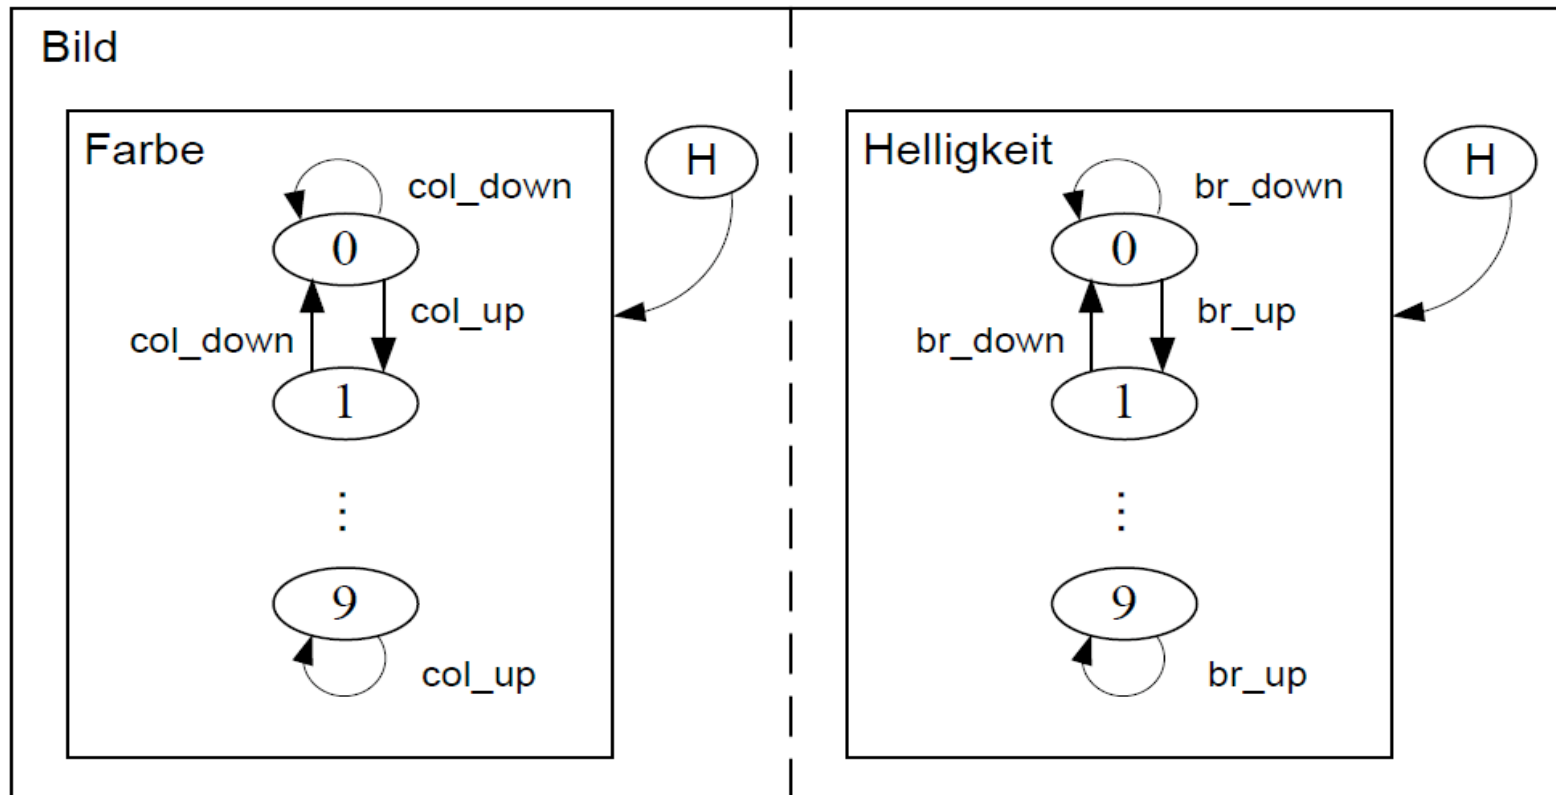 Bild
Farbe
H
col_down
0
col_up
col_down
1
⋮
9
col_up
Helligkeit
H
br_down
0
br_up
br_down
1
⋮
9
br_up